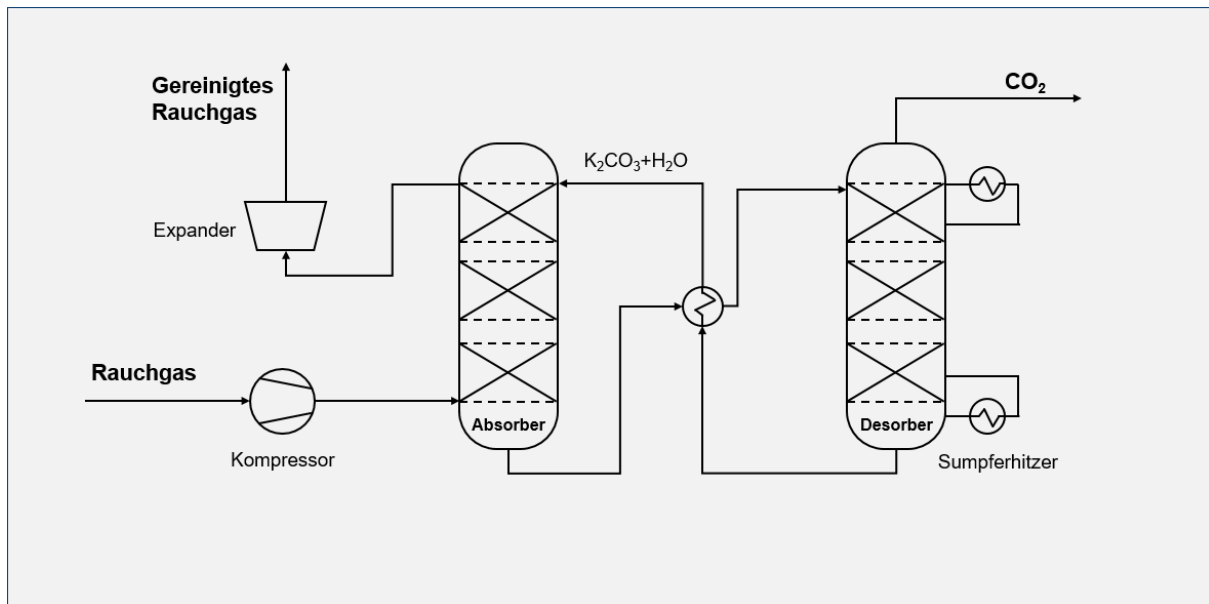 Gereinigtes
Rauchgas
CO₂
K₂CO₃+H₂O
Expander
Rauchgas
Absorber
Desorber
Kompressor
Sumpferhitzer